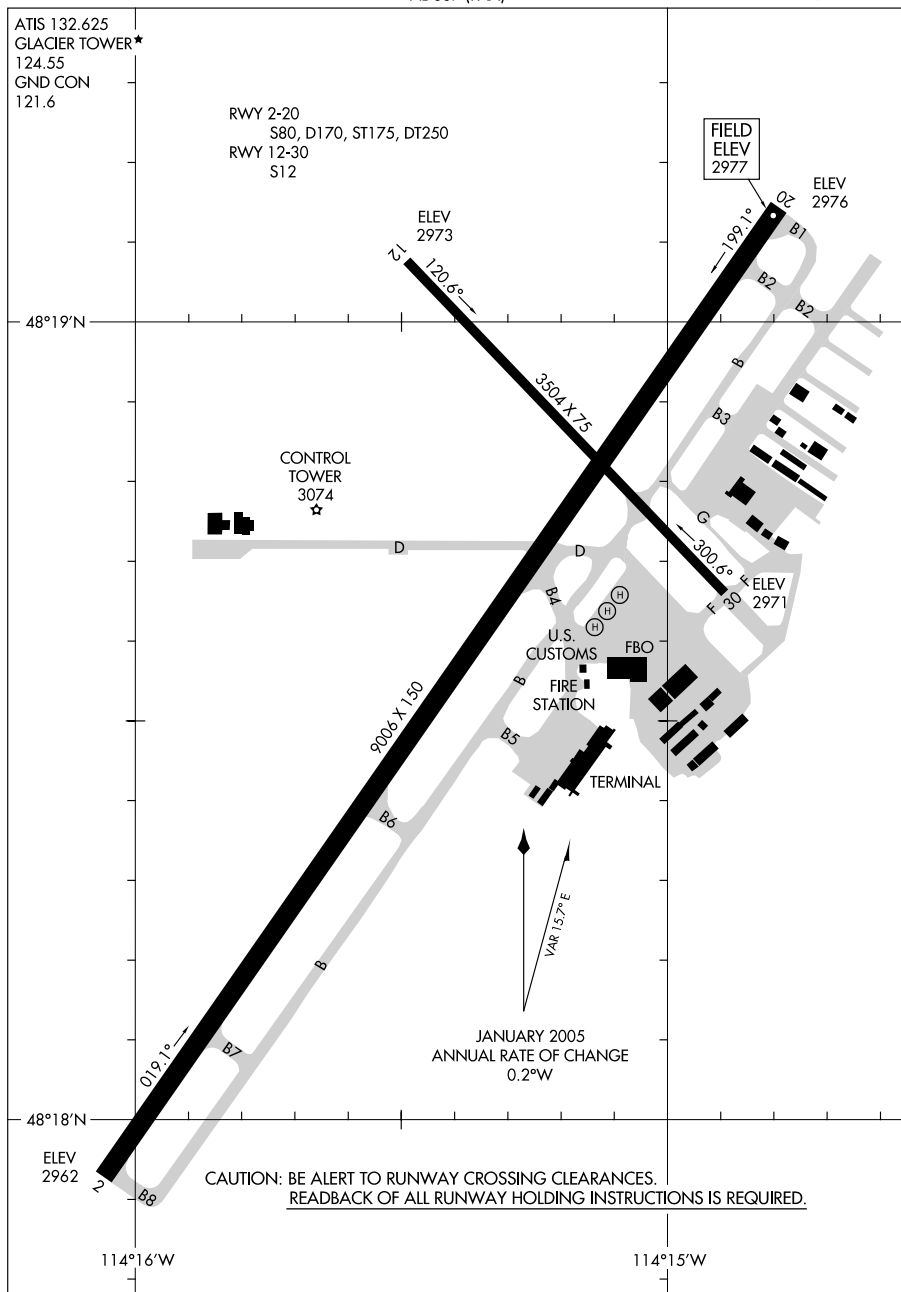 ATIS 132.625
GLACIER TOWER★
124.55
GND CON
121.6
RWY 2-20
S80, D170, ST175, DT250
RWY 12-30
S12
FIELD
ELEV
2977
20
ELEV
2976
199.1°
B1
B2
B2
ELEV
2973
12
120.6°
48°19'N
B
3504 X 75
B3
CONTROL
TOWER
3074
G
D
D
300.6°
F
F
30
ELEV
2971
B4
H
H
H
U.S.
CUSTOMS
FBO
B
FIRE
STATION
9006 X 150
B5
TERMINAL
B6
VAR 15.7° E
B
JANUARY 2005
ANNUAL RATE OF CHANGE
0.2°W
019.1°
B7
48°18'N
ELEV
2962
2
B8
CAUTION: BE ALERT TO RUNWAY CROSSING CLEARANCES.
READBACK OF ALL RUNWAY HOLDING INSTRUCTIONS IS REQUIRED.
114°16'W
114°15'W